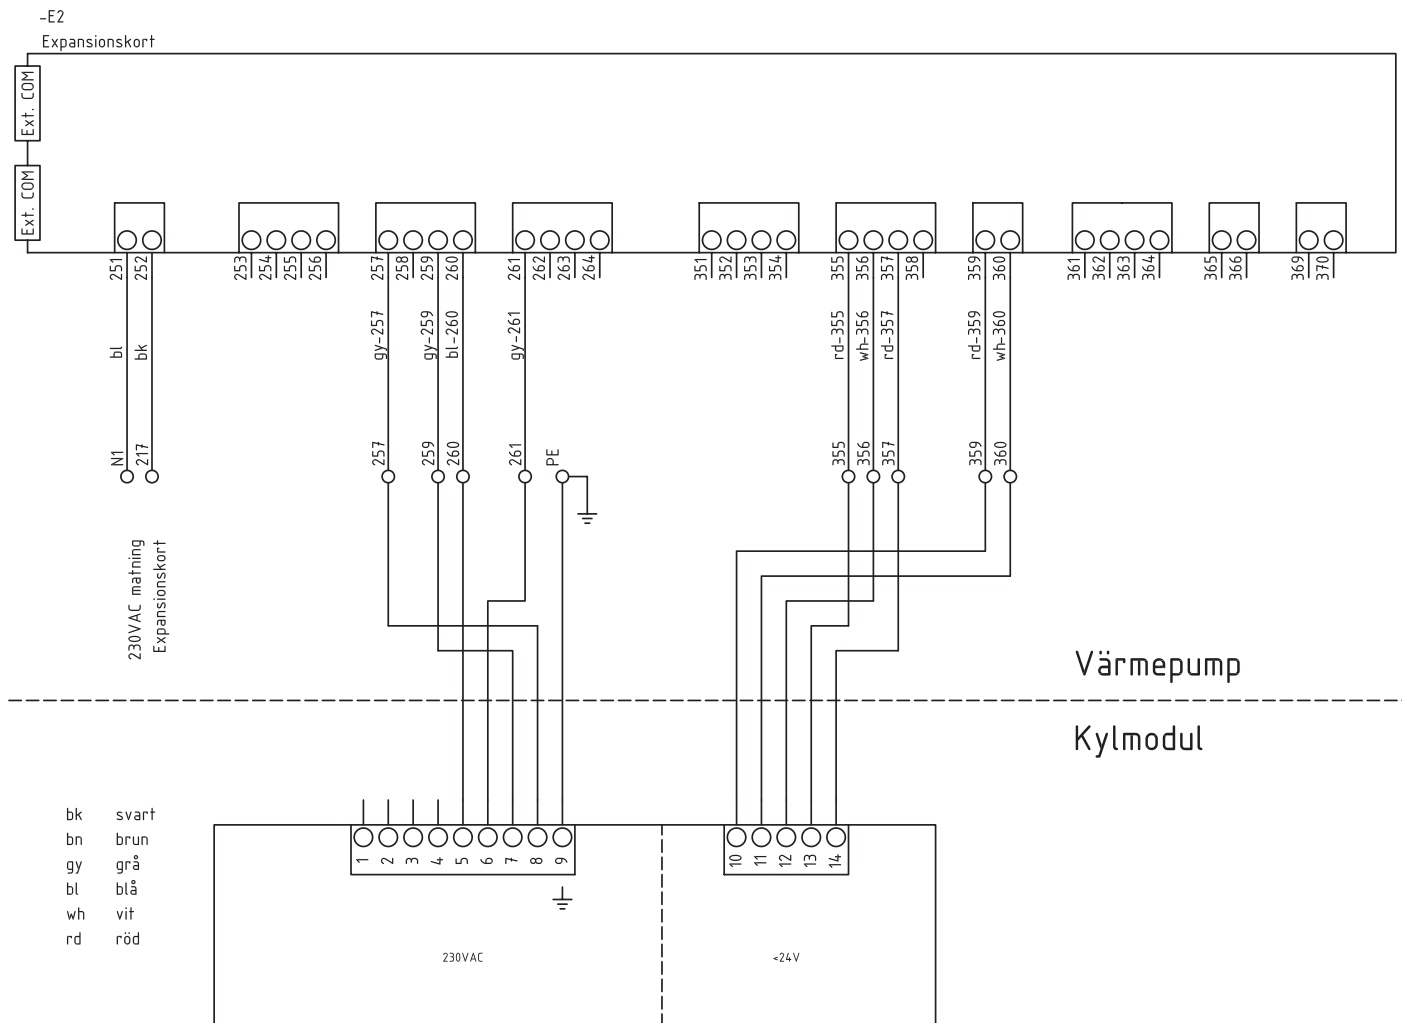 -E2
Expansionskort
Ext. COM
Ext. COM
251 252 253 254 255 256 257 258 259 260 261 262 263 264 351 352 353 354 355 356 357 358 359 360 361 362 363 364 365 366 369 370
bl bk gy-257 gy-259 bl-260 gy-261 rd-355 wh-356 rd-357 rd-359 wh-360
N1 217 257 259 260 261 PE 355 356 357 359 360
230VAC matning
Expansionskort
Värmepump
Kylmodul
bk svart
bn brun
gy grå
bl blå
wh vit
rd röd
1 2 3 4 5 6 7 8 9 10 11 12 13 14
230VAC <24V